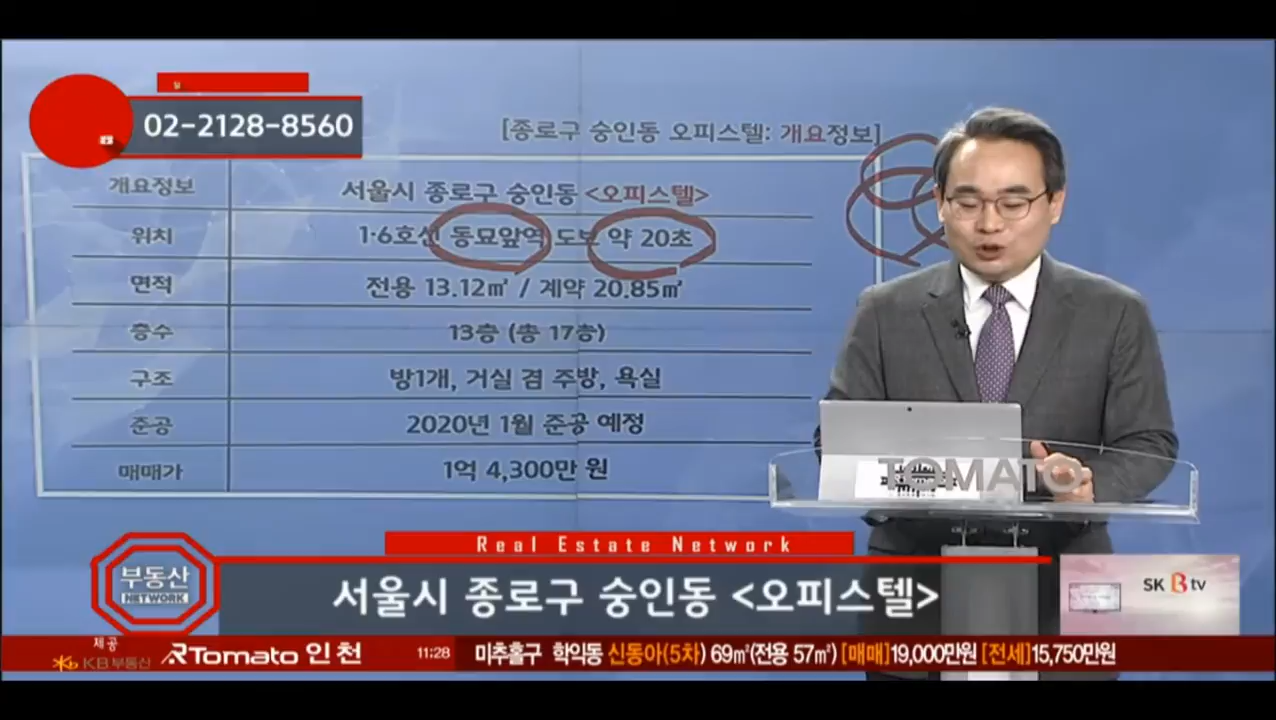 02-2128-8560
[종로구 숭인동 오피스텔: 개요정보]
개요정보 서울시 종로구 숭인동 <오피스텔>
위치 1·6호선 동묘앞역 도보 약 20초
면적 전용 13.12㎡ / 계약 20.85㎡
층수 13층 (총 17층)
구조 방1개, 거실 겸 주방, 욕실
준공 2020년 1월 준공 예정
매매가 1억 4,300만 원
TOMATO
Real Estate Network
부동산
NETWORK
서울시 종로구 숭인동 <오피스텔>
SK B tv
제공
KB부동산
Tomato 인천 11:28 미추홀구 학익동 신동아(5차) 69㎡(전용 57㎡) [매매]19,000만원 [전세]15,750만원